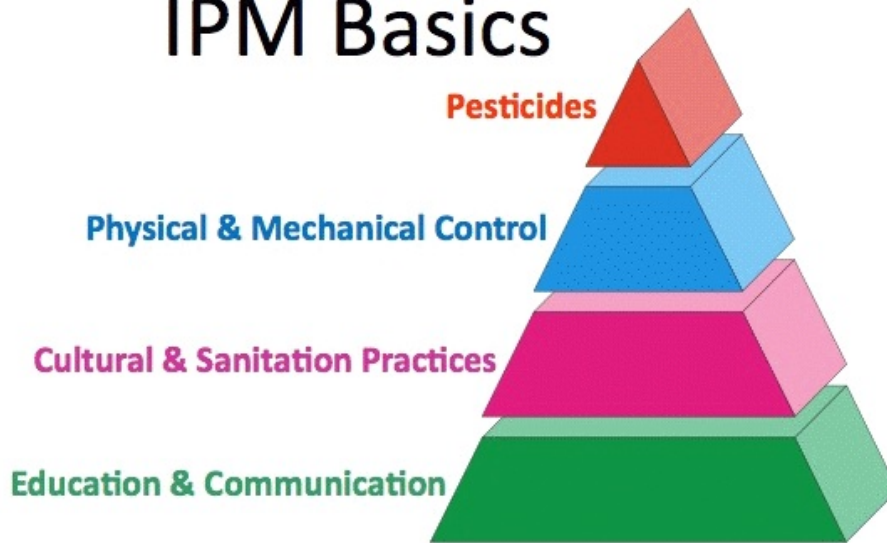 IPM Basics
Pesticides
Physical & Mechanical Control
Cultural & Sanitation Practices
Education & Communication